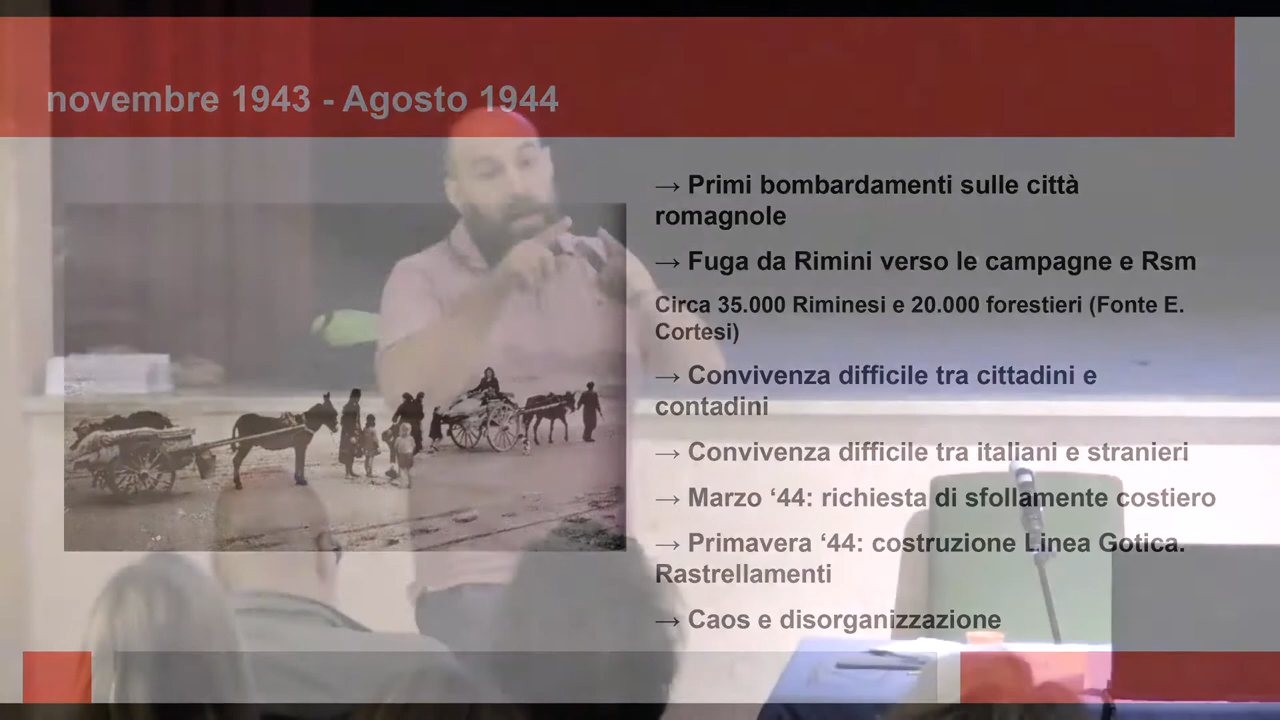 novembre 1943 - Agosto 1944
→ Primi bombardamenti sulle città
romagnole
→ Fuga da Rimini verso le campagne e Rsm
Circa 35.000 Riminesi e 20.000 forestieri (Fonte E.
Cortesi)
→ Convivenza difficile tra cittadini e
contadini
→ Convivenza difficile tra italiani e stranieri
→ Marzo ‘44: richiesta di sfollamente costiero
→ Primavera ‘44: costruzione Linea Gotica.
Rastrellamenti
→ Caos e disorganizzazione